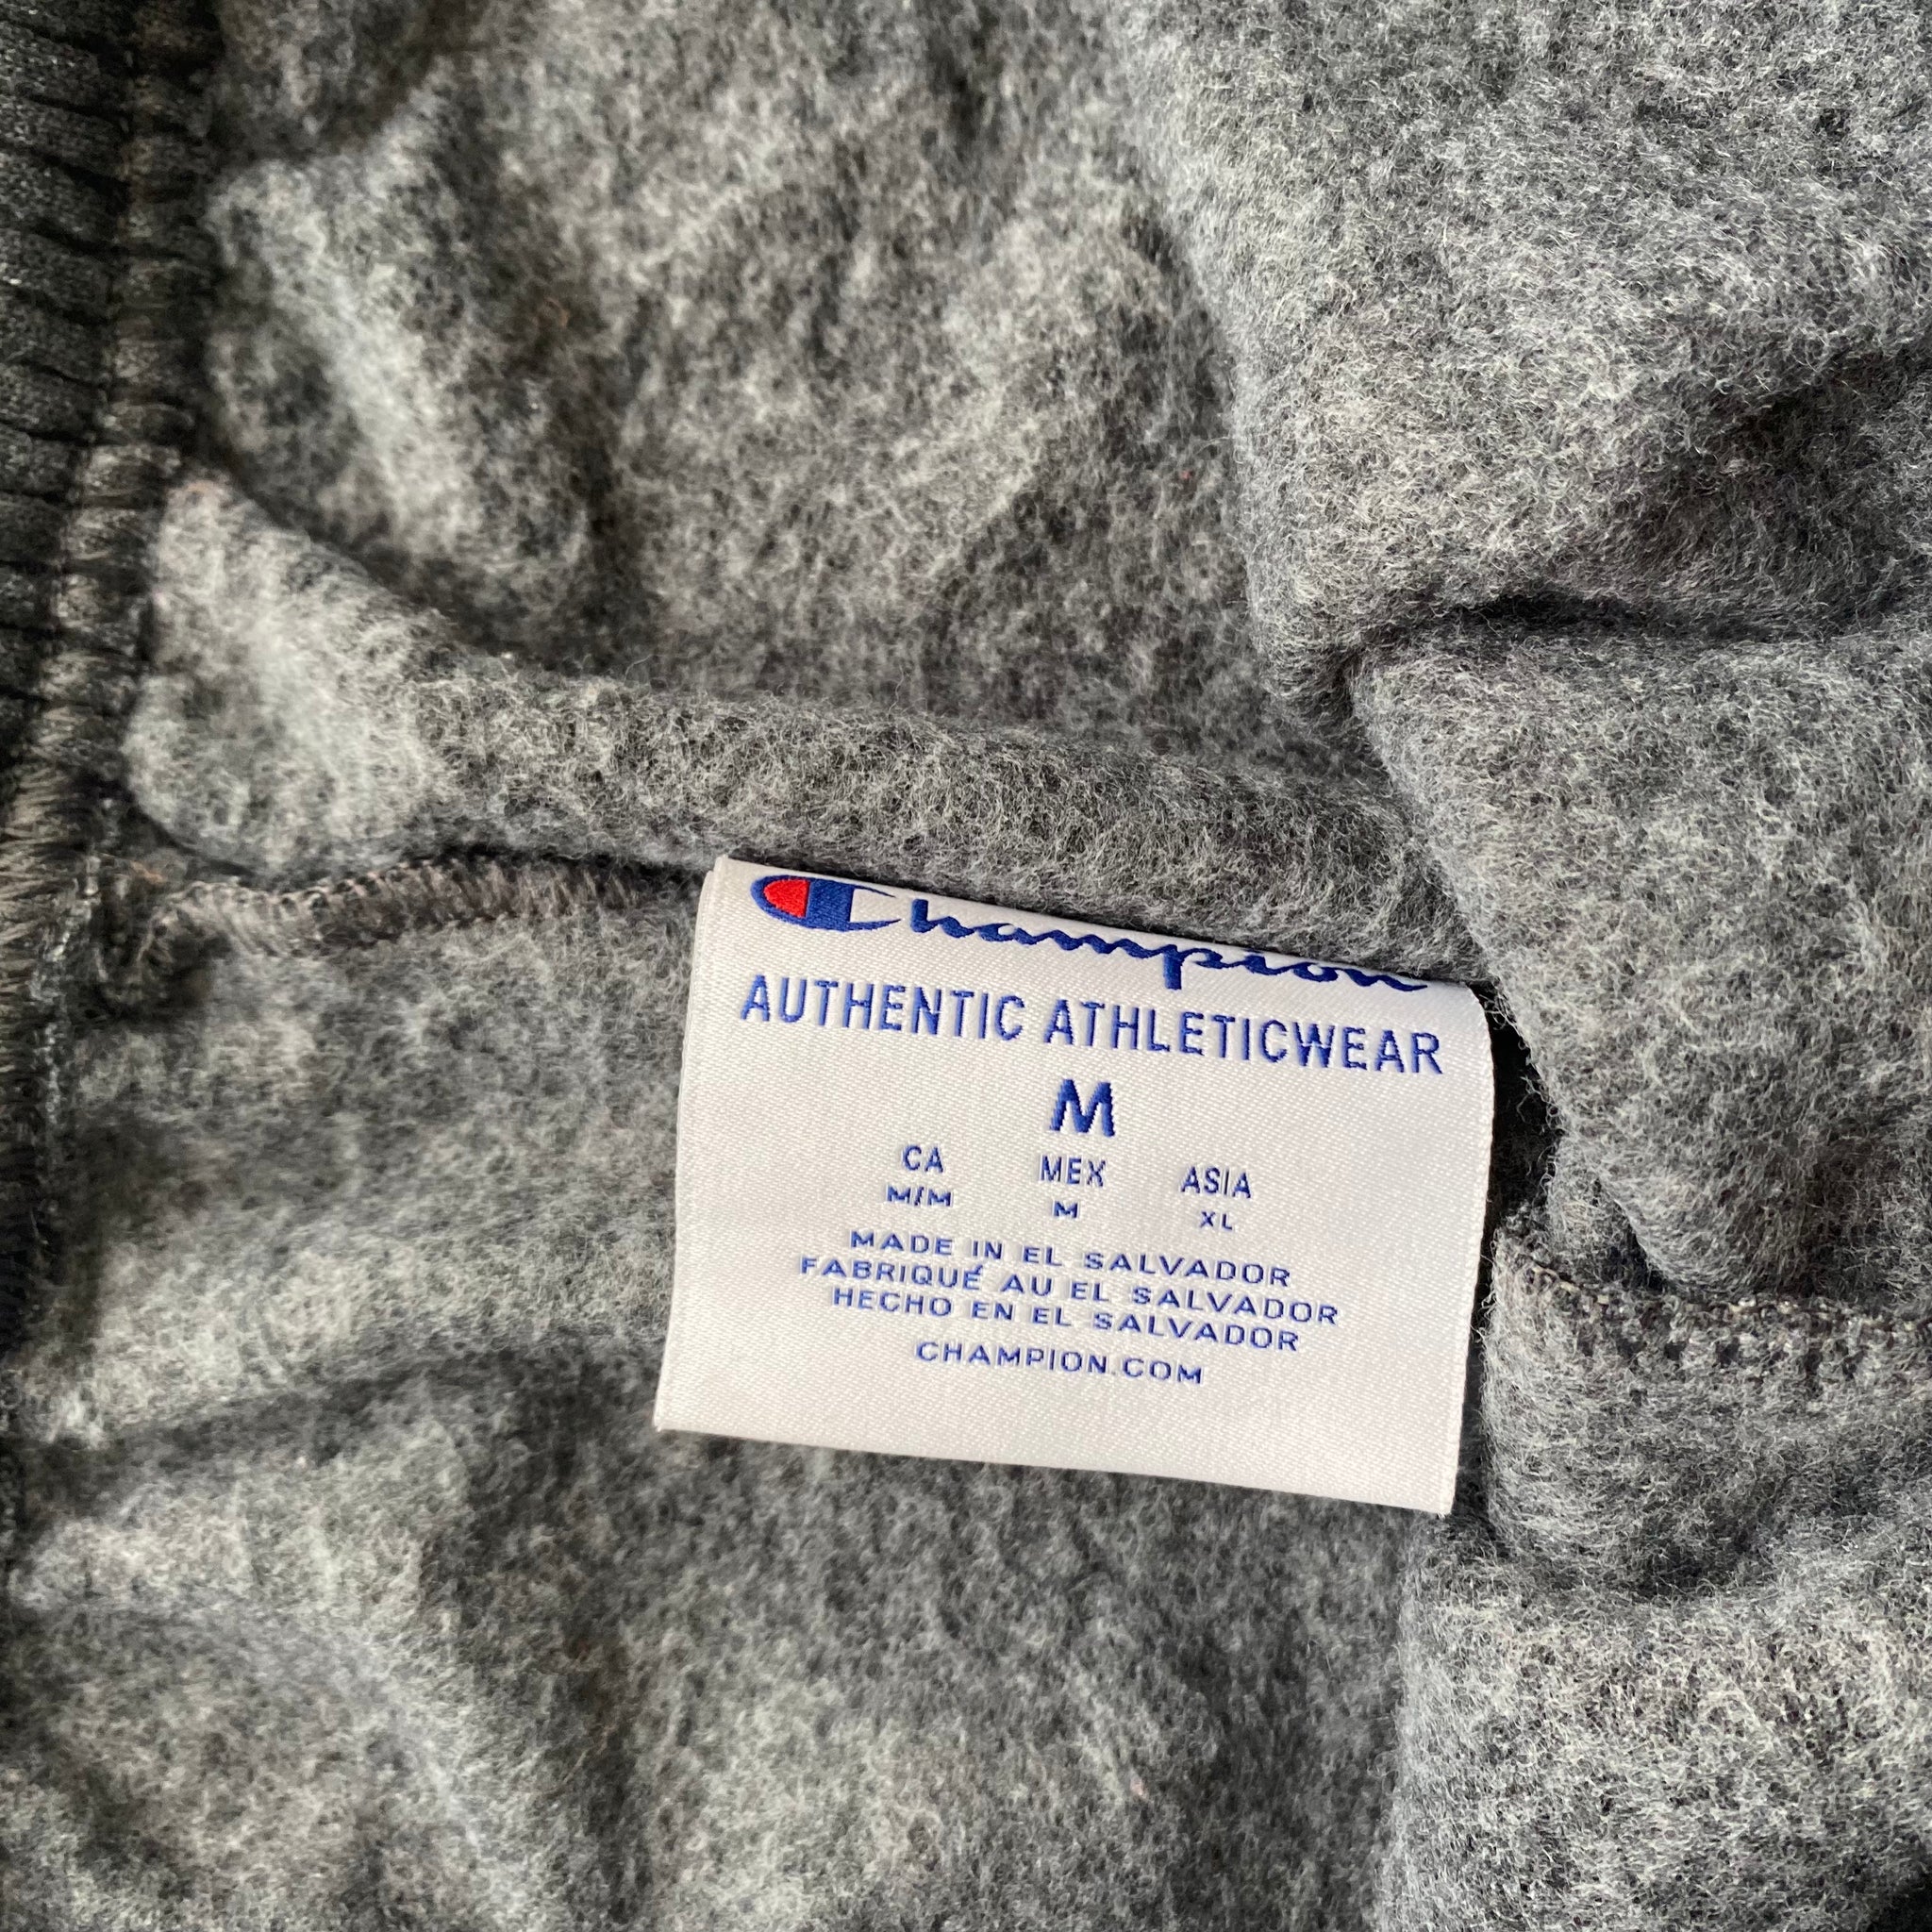 Champion
AUTHENTIC ATHLETICWEAR
M
CA MEX ASIA
M/M M XL
MADE IN EL SALVADOR
FABRIQUÉ AU EL SALVADOR
HECHO EN EL SALVADOR
CHAMPION.COM